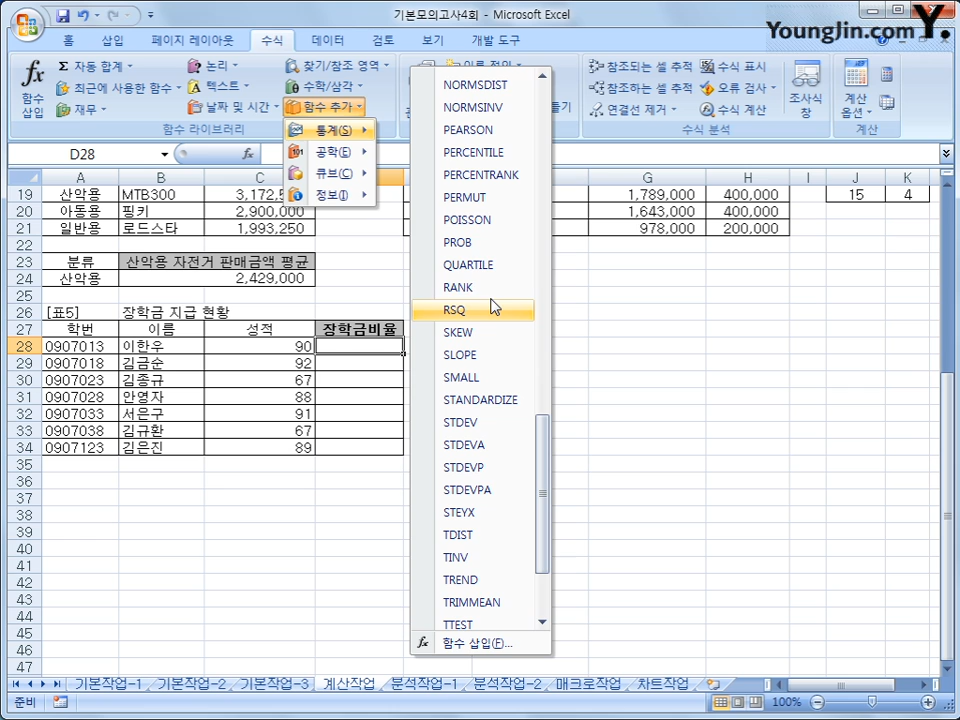 기본모의고사4회 - Microsoft Excel
YoungJin.com Y.
홈 삽입 페이지 레이아웃 수식 데이터 검토 보기 개발 도구
fx 함수 삽입
Σ 자동 합계
최근에 사용한 함수
재무
논리
텍스트
날짜 및 시간
찾기/참조 영역
수학/삼각
함수 추가
함수 라이브러리
참조되는 셀 추적
참조하는 셀 추적
연결선 제거
수식 표시
오류 검사
수식 계산
수식 분석
조사식 창
계산 옵션
계산
통계(S)
공학(E)
큐브(C)
정보(I)
D28 fx
A B C G H I J K
19 산악용 MTB300 3,172,5 1,789,000 400,000 15 4
20 아동용 핑키 2,900,000 1,643,000 400,000
21 일반용 로드스타 1,993,250 978,000 200,000
22
23 분류 산악용 자전거 판매금액 평균
24 산악용 2,429,000
25
26 [표5] 장학금 지급 현황
27 학번 이름 성적 장학금비율
28 0907013 이한우 90
29 0907018 김금순 92
30 0907023 김종규 67
31 0907028 안영자 88
32 0907033 서은구 91
33 0907038 김규환 67
34 0907123 김은진 89
35
36
37
38
39
40
41
42
43
44
45
46
47
NORMSDIST
NORMSINV
PEARSON
PERCENTILE
PERCENTRANK
PERMUT
POISSON
PROB
QUARTILE
RANK
RSQ
SKEW
SLOPE
SMALL
STANDARDIZE
STDEV
STDEVA
STDEVP
STDEVPA
STEYX
TDIST
TINV
TREND
TRIMMEAN
TTEST
fx 함수 삽입(F)...
기본작업-1 기본작업-2 기본작업-3 계산작업 분석작업-1 분석작업-2 매크로작업 차트작업
준비 100%